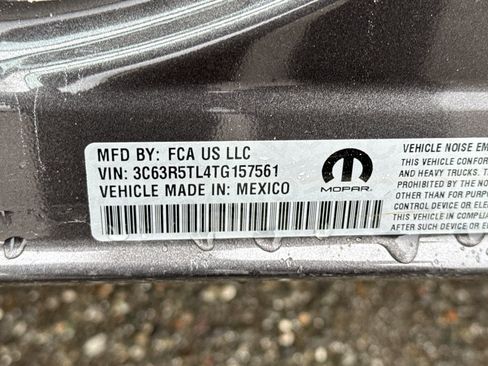 MFD BY: FCA US LLC
VIN: 3C63R5TL4TG157561
VEHICLE MADE IN: MEXICO
MOPAR
VEHICLE NOISE EM
THIS VEHICLE CONFOR
AND HEAVY TRUCKS.
PROHIBITED BY THE NO
OTHER THAN FOR PURPO
CONTROL DEVICE OR ELE
THIS VEHICLE IN COMPLIA
AFTER SUCH DEVICE OR EL